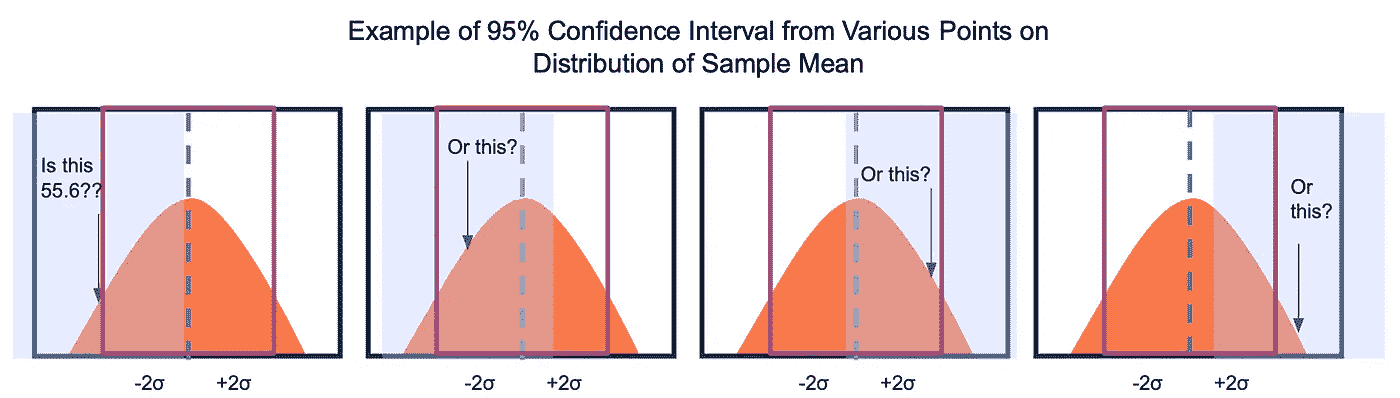 Example of 95% Confidence Interval from Various Points on
Distribution of Sample Mean
Is this
55.6??
Or this?
Or this?
Or
this?
-2σ +2σ
-2σ +2σ
-2σ +2σ
-2σ +2σ